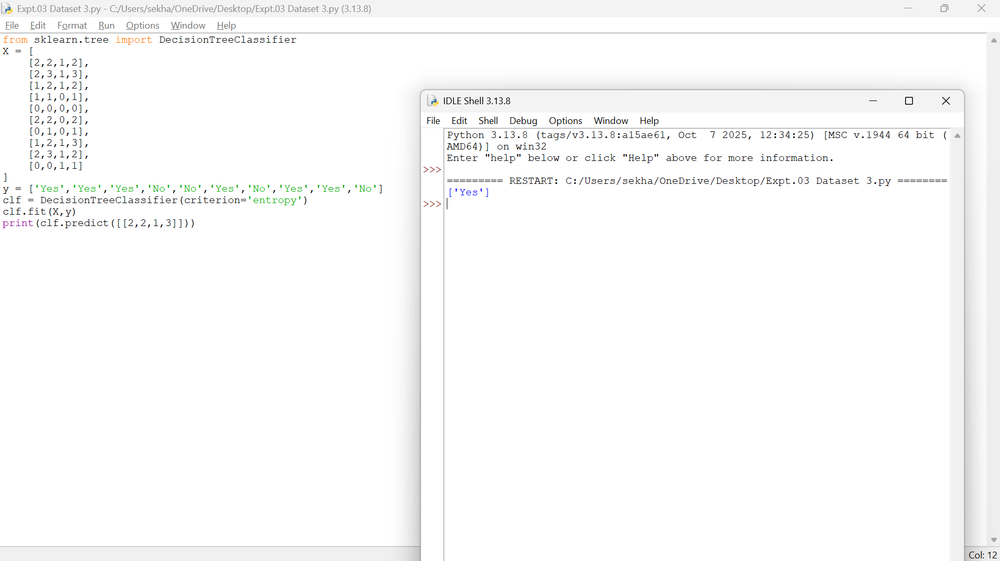 Expt.03 Dataset 3.py - C:/Users/sekha/OneDrive/Desktop/Expt.03 Dataset 3.py (3.13.8)
File Edit Format Run Options Window Help
from sklearn.tree import DecisionTreeClassifier
X = [
    [2,2,1,2],
    [2,3,1,3],
    [1,2,1,2],
    [1,1,0,1],
    [0,0,0,0],
    [2,2,0,2],
    [0,1,0,1],
    [1,2,1,3],
    [2,3,1,2],
    [0,0,1,1]
]
y = ['Yes','Yes','Yes','No','No','Yes','No','Yes','Yes','No']
clf = DecisionTreeClassifier(criterion='entropy')
clf.fit(X,y)
print(clf.predict([[2,2,1,3]]))
IDLE Shell 3.13.8
File Edit Shell Debug Options Window Help
Python 3.13.8 (tags/v3.13.8:a15ae61, Oct  7 2025, 12:34:25) [MSC v.1944 64 bit (
AMD64)] on win32
Enter "help" below or click "Help" above for more information.
>>>
========= RESTART: C:/Users/sekha/OneDrive/Desktop/Expt.03 Dataset 3.py ========
['Yes']
>>>
Col: 12